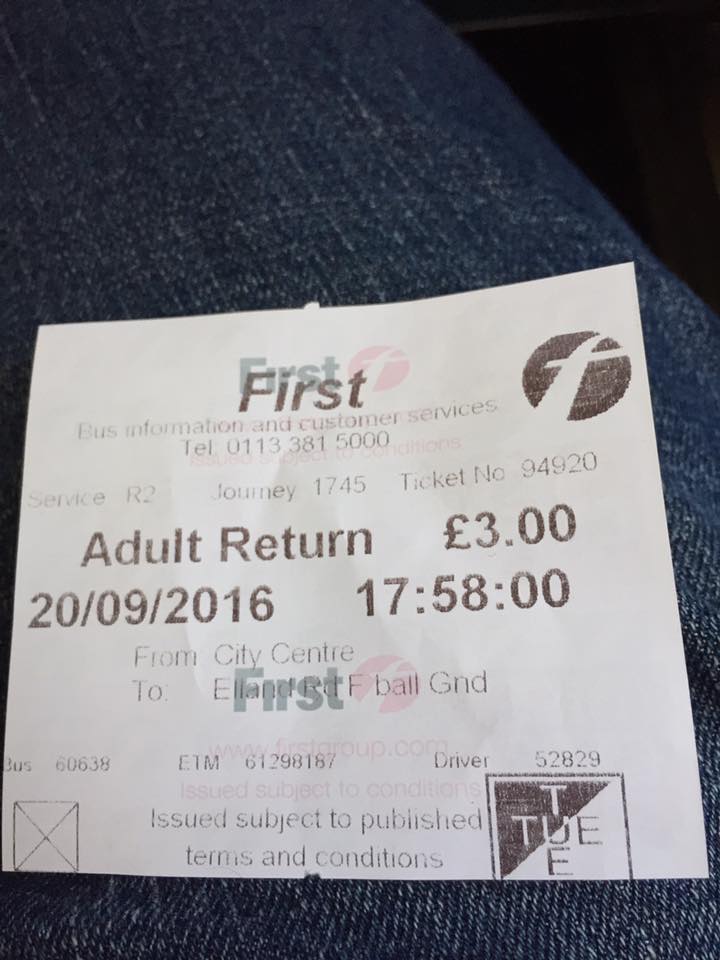 First
First
Bus information and customer services
Tel: 0113 381 5000
Issued subject to conditions
Service R2 Journey 1745 Ticket No 94920
Adult Return £3.00
20/09/2016 17:58:00
From City Centre
To: Elland Rd F'ball Gnd
First
www.firstgroup.com
Bus 60638 ETM 61298187 Driver 52829
Issued subject to conditions
Issued subject to published
terms and conditions
T
TUE
E